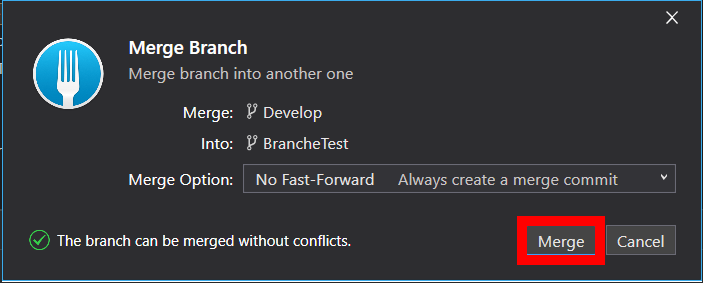 Merge Branch
Merge branch into another one
Merge: Develop
Into: BrancheTest
Merge Option: No Fast-Forward Always create a merge commit
The branch can be merged without conflicts. Merge Cancel